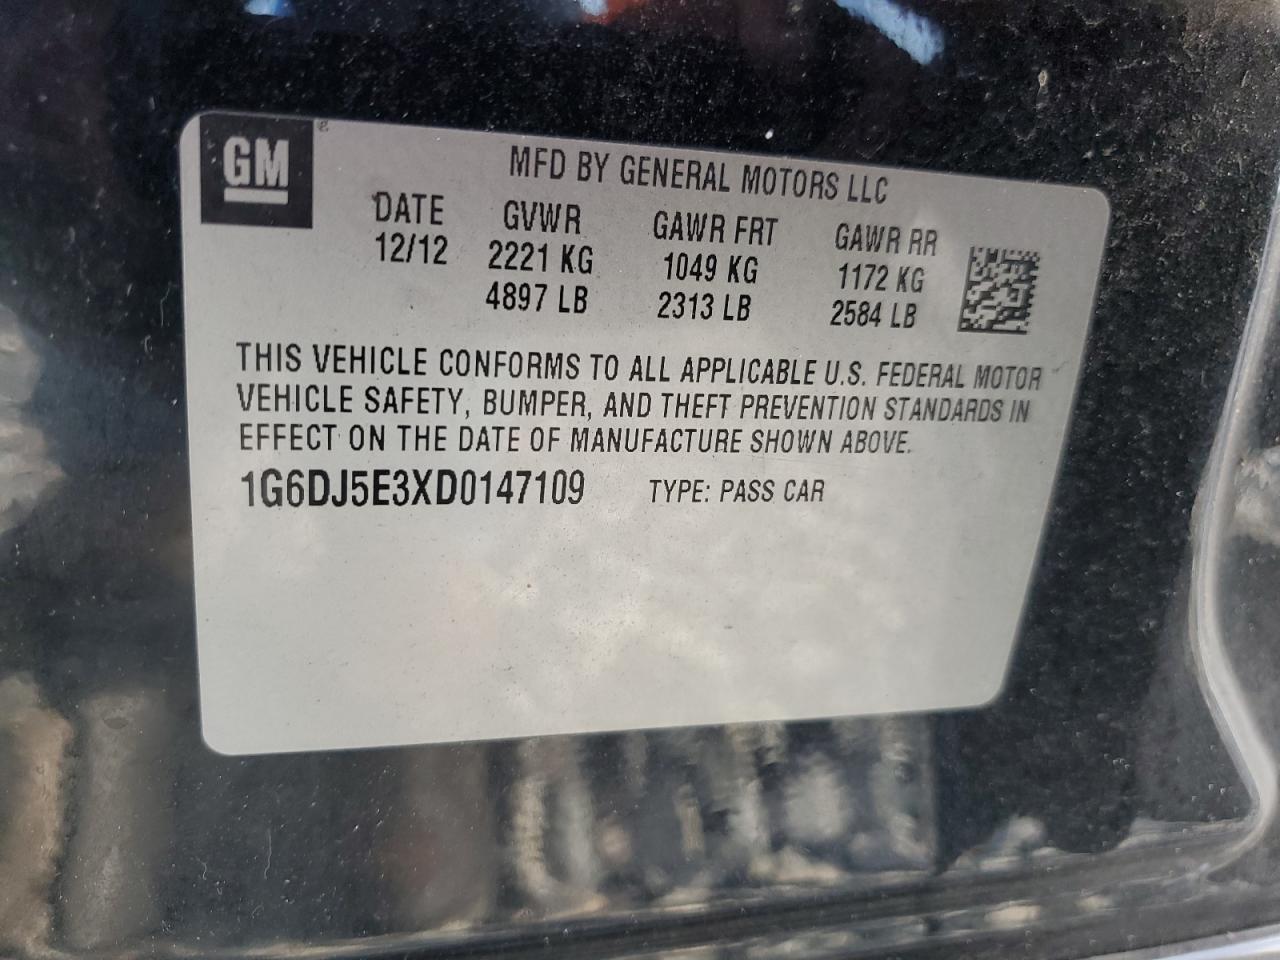 GM
MFD BY GENERAL MOTORS LLC
DATE GVWR GAWR FRT GAWR RR
12/12 2221 KG 1049 KG 1172 KG
4897 LB 2313 LB 2584 LB
THIS VEHICLE CONFORMS TO ALL APPLICABLE U.S. FEDERAL MOTOR
VEHICLE SAFETY, BUMPER, AND THEFT PREVENTION STANDARDS IN
EFFECT ON THE DATE OF MANUFACTURE SHOWN ABOVE.
1G6DJ5E3XD0147109 TYPE: PASS CAR